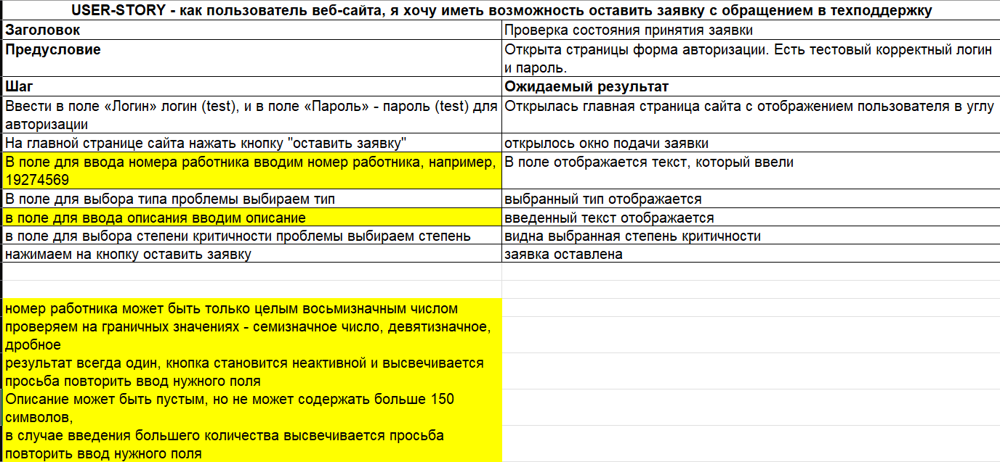 USER-STORY - как пользователь веб-сайта, я хочу иметь возможность оставить заявку с обращением в техподдержку
Заголовок
Проверка состояния принятия заявки
Предусловие
Открыта страницы форма авторизации. Есть тестовый корректный логин
и пароль.
Шаг
Ожидаемый результат
Ввести в поле «Логин» логин (test), и в поле «Пароль» - пароль (test) для
авторизации
Открылась главная страница сайта с отображением пользователя в углу
На главной странице сайта нажать кнопку "оставить заявку"
открылось окно подачи заявки
В поле для ввода номера работника вводим номер работника, например,
19274569
В поле отображается текст, который ввели
В поле для выбора типа проблемы выбираем тип
выбранный тип отображается
в поле для ввода описания вводим описание
введенный текст отображается
в поле для выбора степени критичности проблемы выбираем степень
видна выбранная степень критичности
нажимаем на кнопку оставить заявку
заявка оставлена
номер работника может быть только целым восьмизначным числом
проверяем на граничных значениях - семизначное число, девятизначное,
дробное
результат всегда один, кнопка становится неактивной и высвечивается
просьба повторить ввод нужного поля
Описание может быть пустым, но не может содержать больше 150
символов,
в случае введения большего количества высвечивается просьба
повторить ввод нужного поля